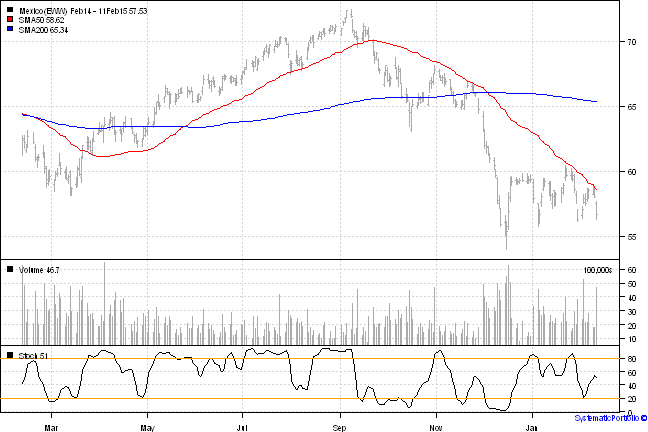 Mexico(EWW) Feb14 - 11Feb15 57.53
SMA50 58.62
SMA200 65.34
70
65
60
55
Volume 46.7
100,000s
60
50
40
30
20
10
Stoch 51
80
60
40
20
0
Mar May Jul Sep Nov Jan
SystematicPortfolio ©